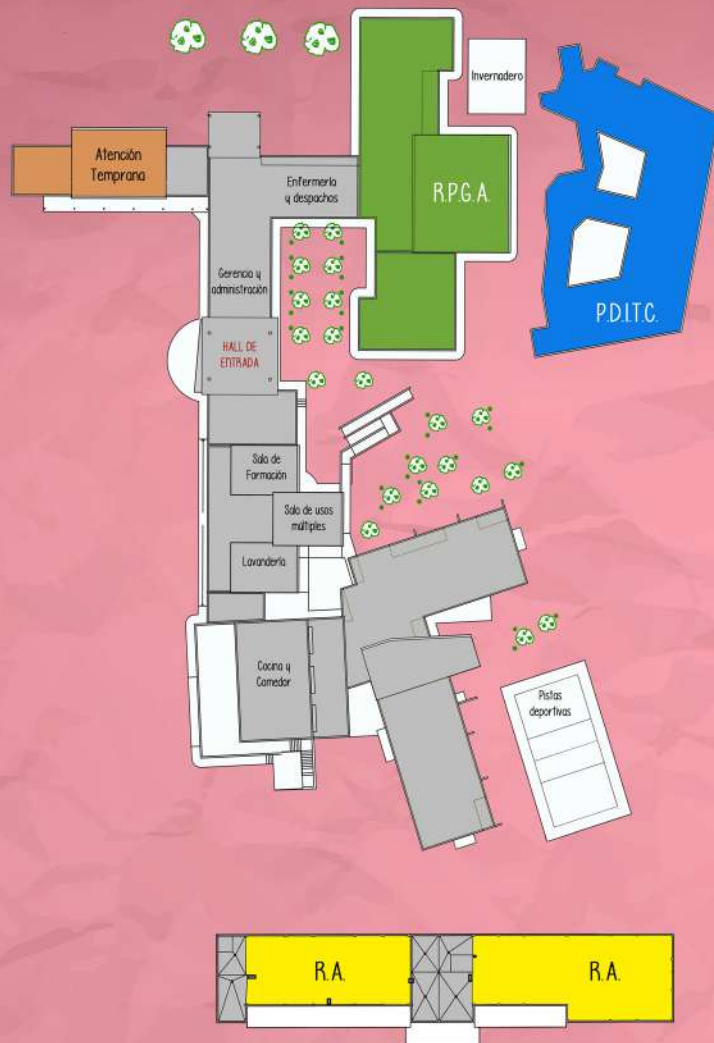 Atención
Temprana
Enfermería
y despachos
R.P.G.A.
Invernadero
P.D.I.T.C.
Gerencia y
administración
HALL DE
ENTRADA
Sala de
Formación
Sala de usos
múltiples
Lavandería
Cocina y
Comedor
Pistas
deportivas
R.A.
R.A.